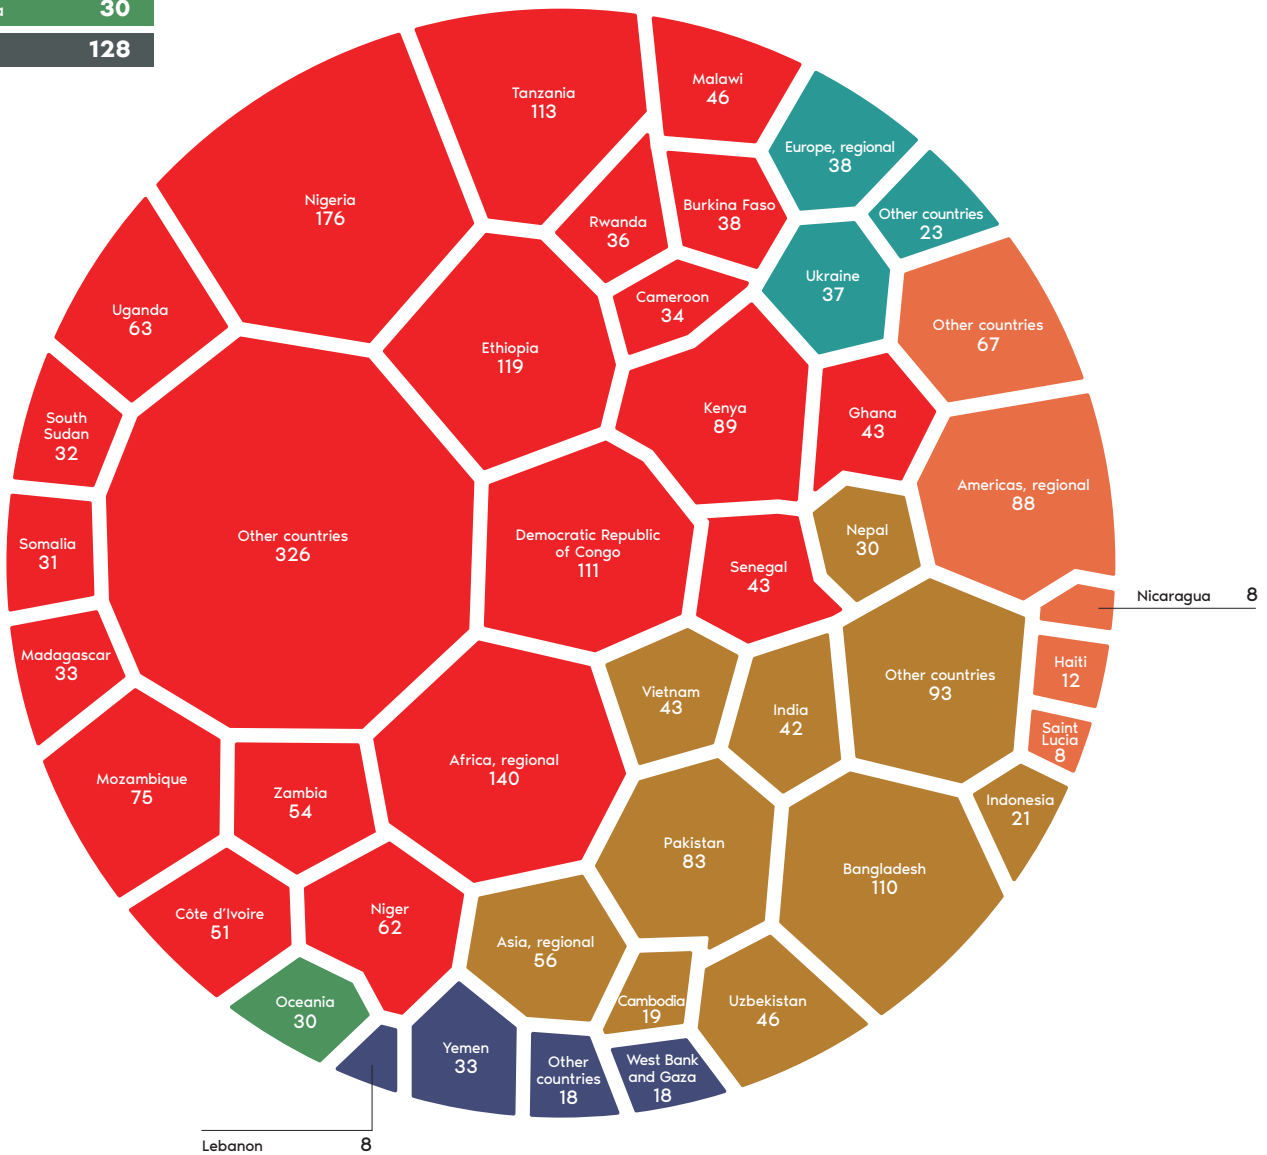 a 30
128
Tanzania
113
Malawi
46
Europe, regional
38
Other countries
23
Nigeria
176
Rwanda
36
Burkina Faso
38
Ukraine
37
Cameroon
34
Uganda
63
Ethiopia
119
Other countries
67
Kenya
89
Ghana
43
South
Sudan
32
Americas, regional
88
Somalia
31
Other countries
326
Democratic Republic
of Congo
111
Nepal
30
Senegal
43
Nicaragua 8
Madagascar
33
Haiti
12
Vietnam
43
India
42
Other countries
93
Saint
Lucia
8
Africa, regional
140
Mozambique
75
Zambia
54
Indonesia
21
Pakistan
83
Bangladesh
110
Côte d’Ivoire
51
Niger
62
Asia, regional
56
Cambodia
19
Uzbekistan
46
Oceania
30
Yemen
33
Other
countries
18
West Bank
and Gaza
18
Lebanon 8